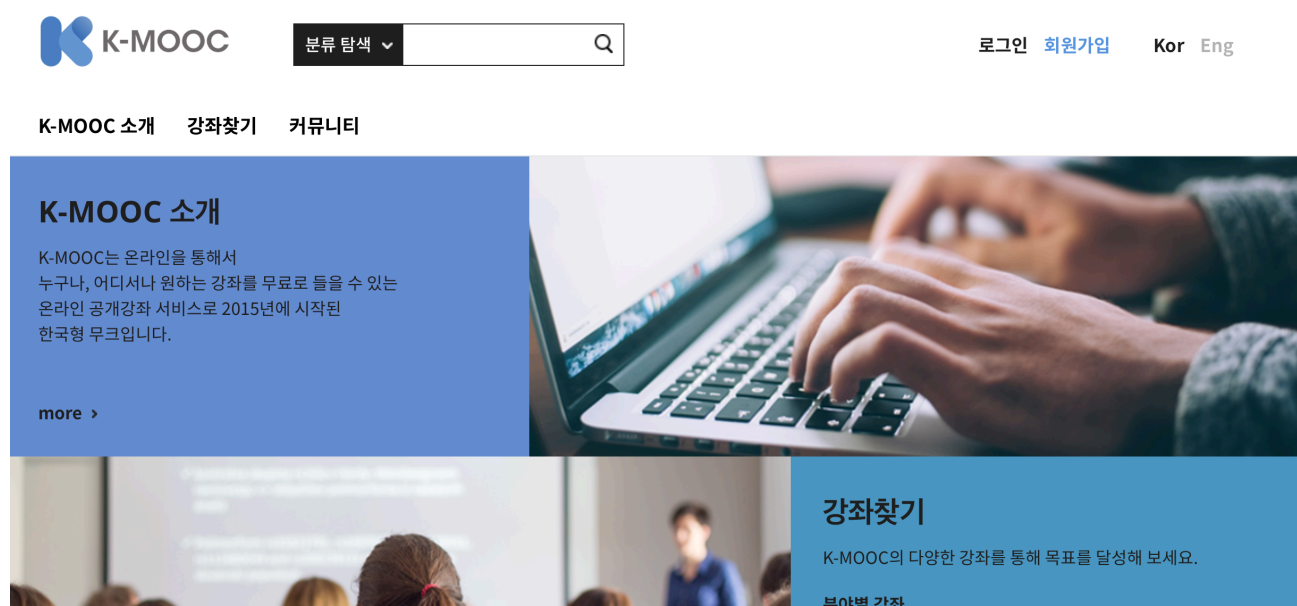 K-MOOC
분류 탐색
로그인 회원가입 Kor Eng
K-MOOC 소개 강좌찾기 커뮤니티
K-MOOC 소개
K-MOOC는 온라인을 통해서
누구나, 어디서나 원하는 강좌를 무료로 들을 수 있는
온라인 공개강좌 서비스로 2015년에 시작된
한국형 무크입니다.
more
강좌찾기
K-MOOC의 다양한 강좌를 통해 목표를 달성해 보세요.
분야별 강좌